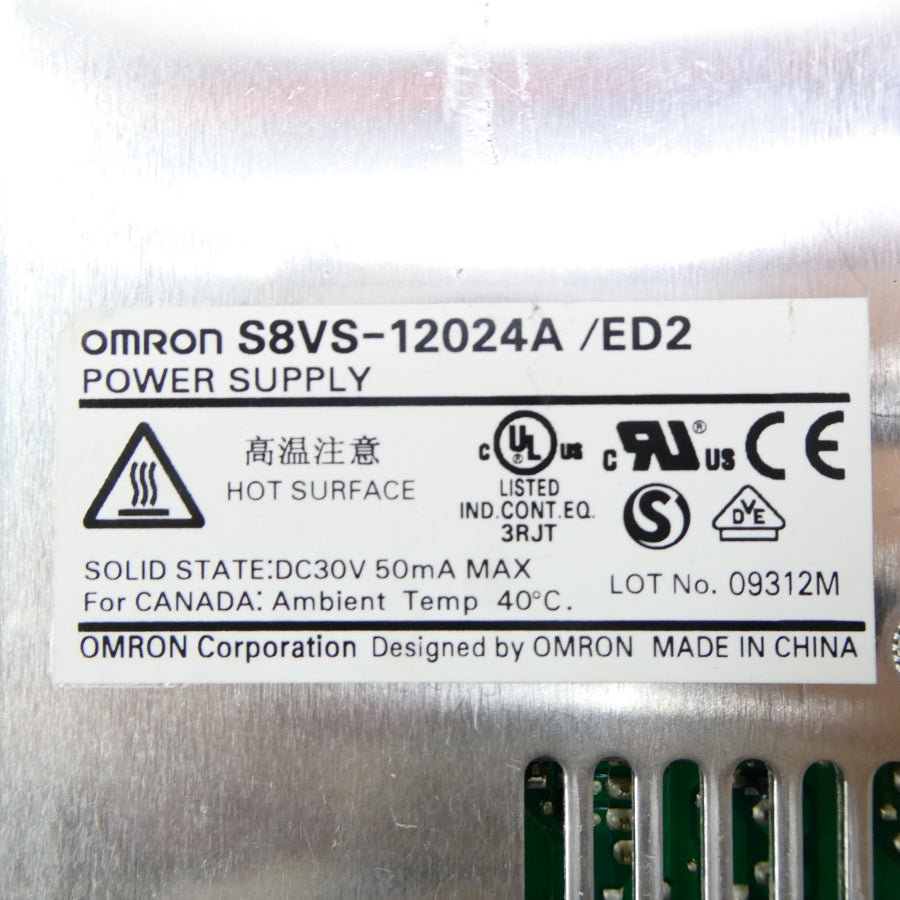 OMRON S8VS-12024A /ED2
POWER SUPPLY
高温注意
HOT SURFACE
C UL ® US
LISTED
IND.CONT.EQ.
3RJT
C RU ® US
CE
S
DVE
SOLID STATE:DC30V 50mA MAX
For CANADA: Ambient Temp 40°C.
LOT No. 09312M
OMRON Corporation Designed by OMRON MADE IN CHINA